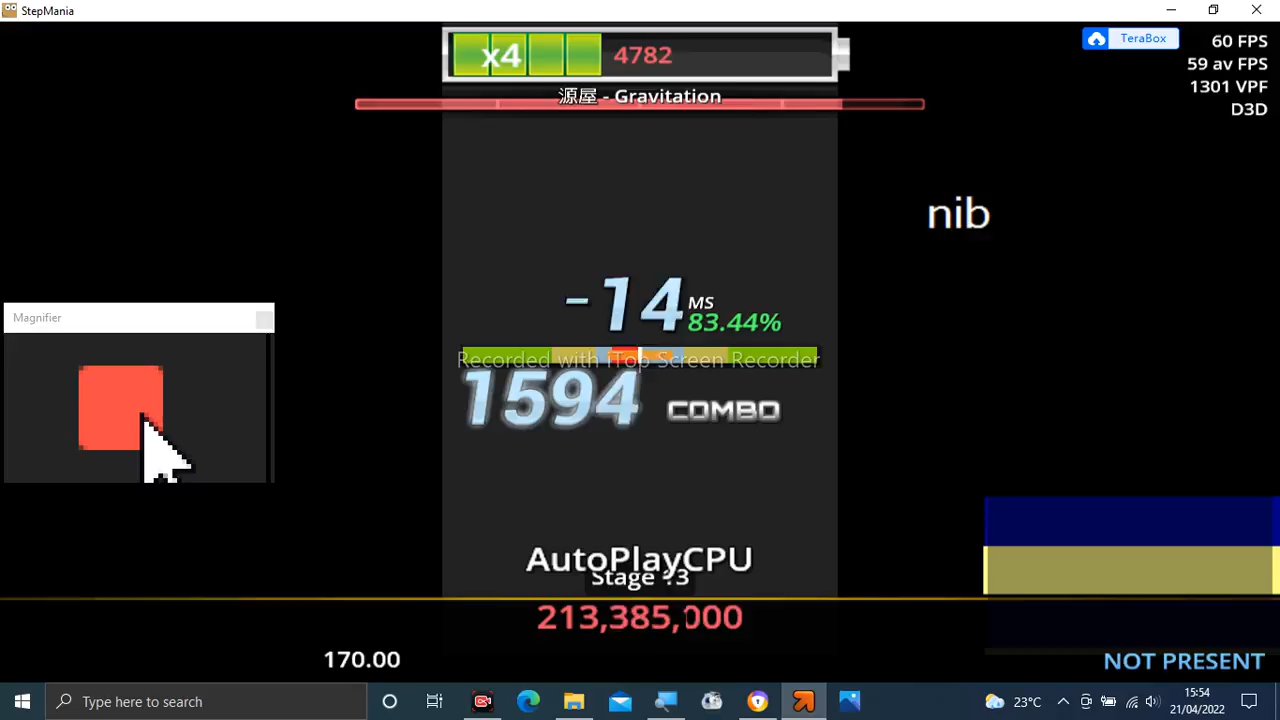 StepMania
x4 4782
TeraBox
60 FPS
59 av FPS
1301 VPF
D3D
源屋 - Gravitation
nib
-14 MS
83.44%
Magnifier
Recorded with iTop Screen Recorder
1594 COMBO
AutoPlayCPU
Stage 13
213,385,000
170.00
NOT PRESENT
Type here to search
23°C
15:54
21/04/2022